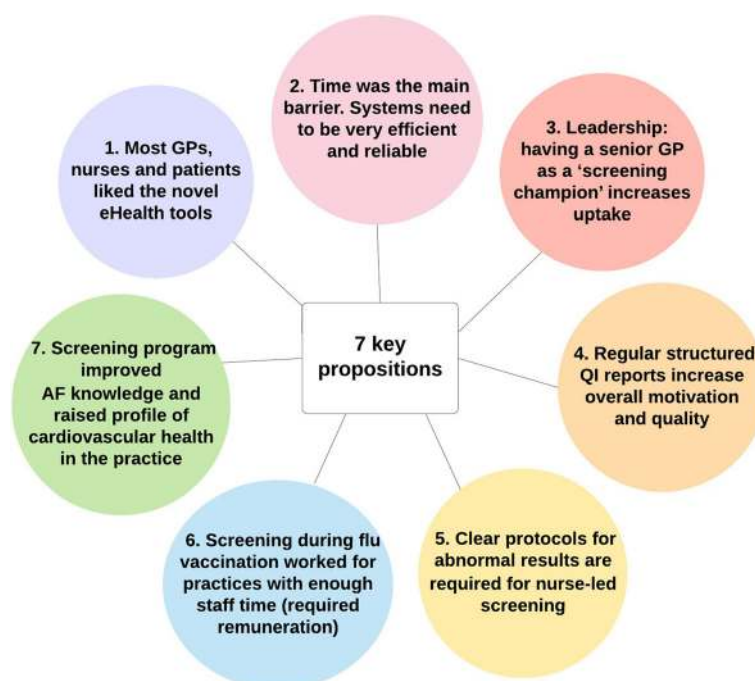 7 key
propositions
1. Most GPs,
nurses and patients
liked the novel
eHealth tools
2. Time was the main
barrier. Systems need
to be very efficient
and reliable
3. Leadership:
having a senior GP
as a ‘screening
champion’ increases
uptake
4. Regular structured
QI reports increase
overall motivation
and quality
5. Clear protocols for
abnormal results are
required for nurse-led
screening
6. Screening during flu
vaccination worked for
practices with enough
staff time (required
remuneration)
7. Screening program
improved
AF knowledge and
raised profile of
cardiovascular health
in the practice